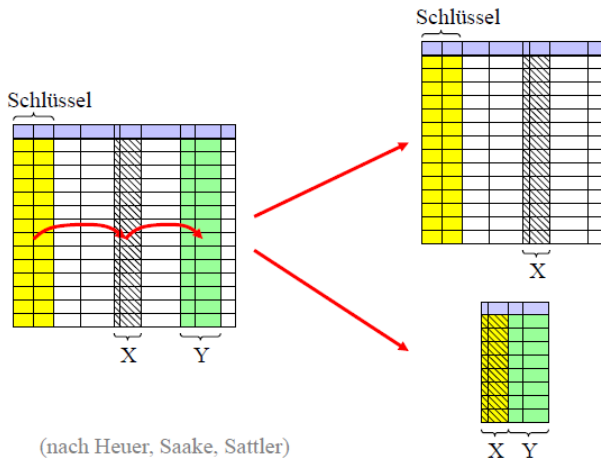 Schlüssel
Schlüssel
X
Y
X
X
Y
(nach Heuer, Saake, Sattler)